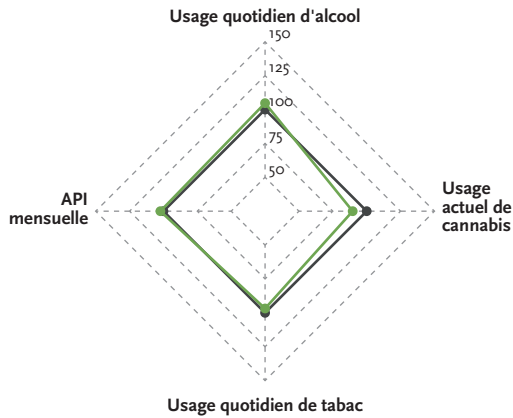 Usage quotidien d'alcool
150
125
100
75
50
API
mensuelle
Usage
actuel de
cannabis
Usage quotidien de tabac